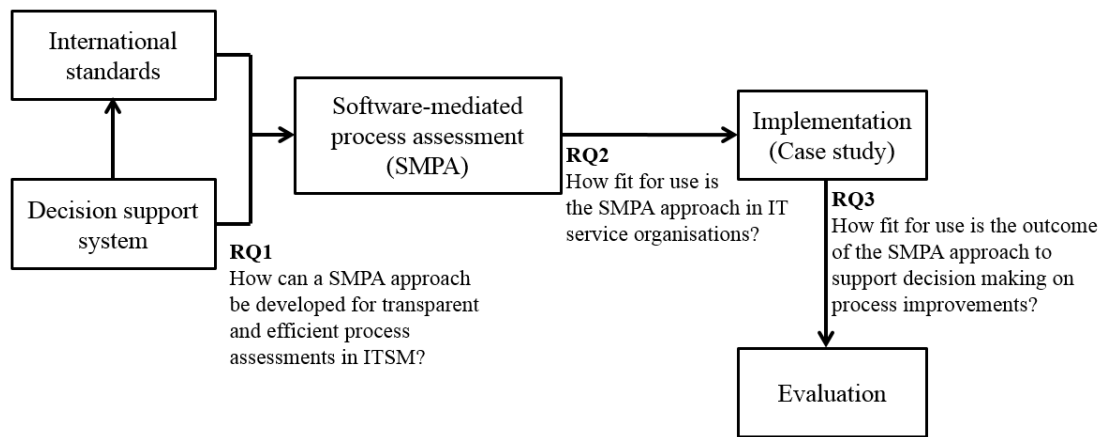 International
standards
Decision support
system
RQ1
How can a SMPA approach
be developed for transparent
and efficient process
assessments in ITSM?
Software-mediated
process assessment
(SMPA)
RQ2
How fit for use is
the SMPA approach in IT
service organisations?
Implementation
(Case study)
RQ3
How fit for use is the outcome
of the SMPA approach to
support decision making on
process improvements?
Evaluation